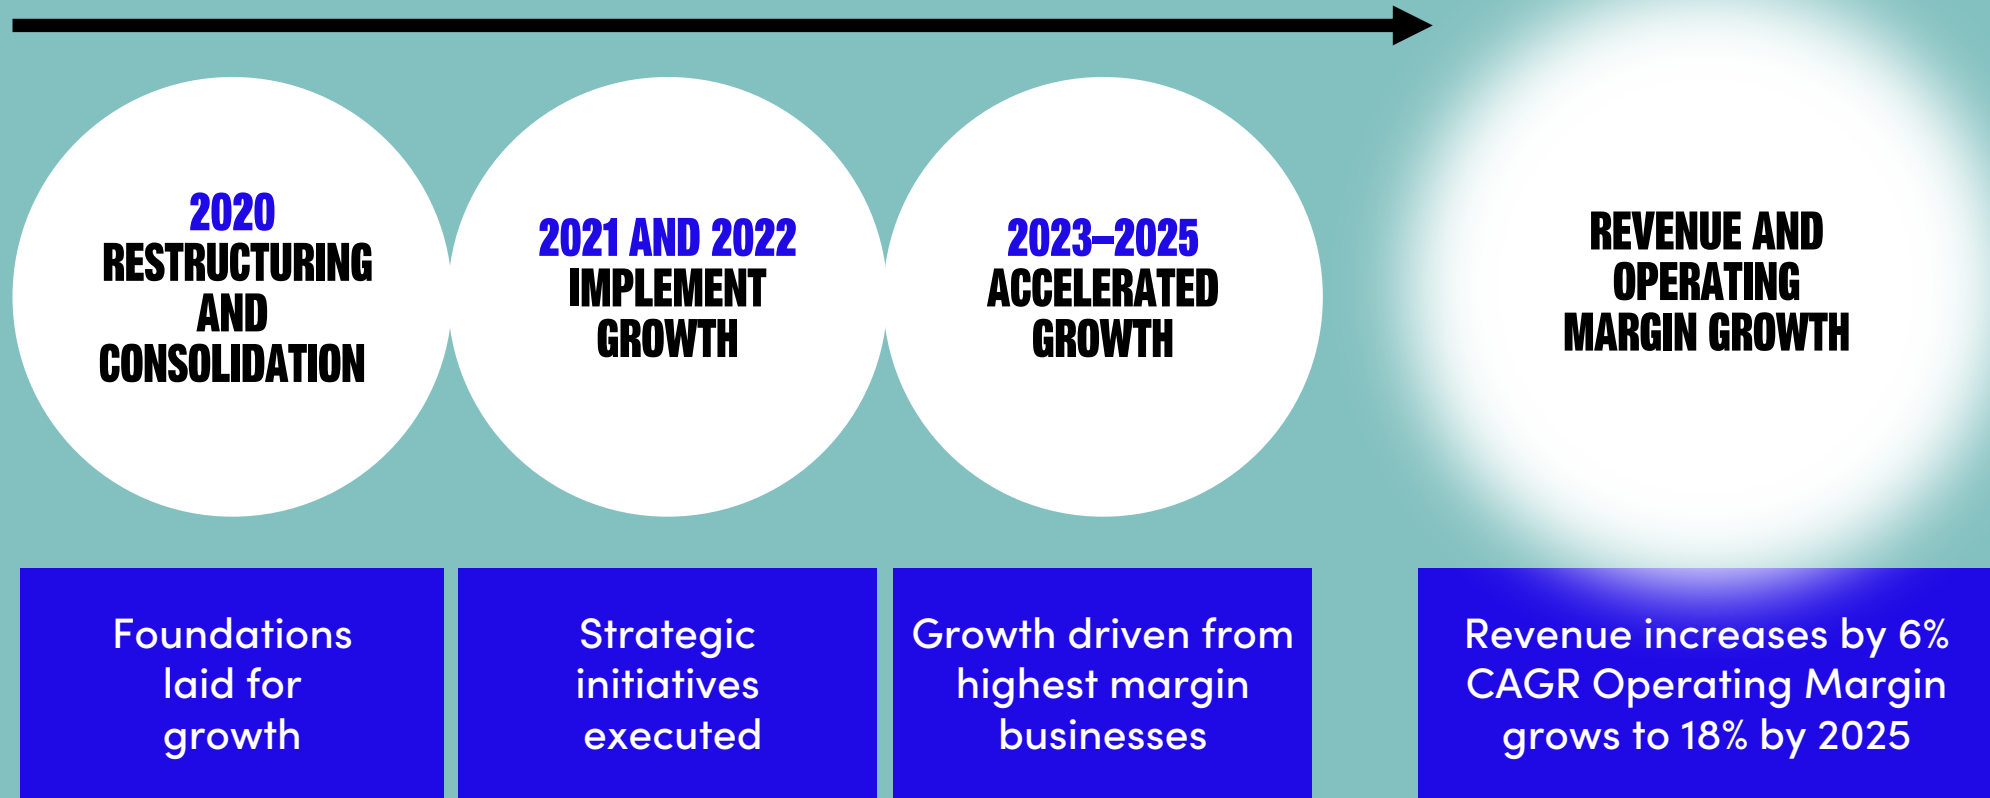 2020
RESTRUCTURING
AND
CONSOLIDATION
2021 AND 2022
IMPLEMENT
GROWTH
2023–2025
ACCELERATED
GROWTH
REVENUE AND
OPERATING
MARGIN GROWTH
Foundations
laid for
growth
Strategic
initiatives
executed
Growth driven from
highest margin
businesses
Revenue increases by 6%
CAGR Operating Margin
grows to 18% by 2025